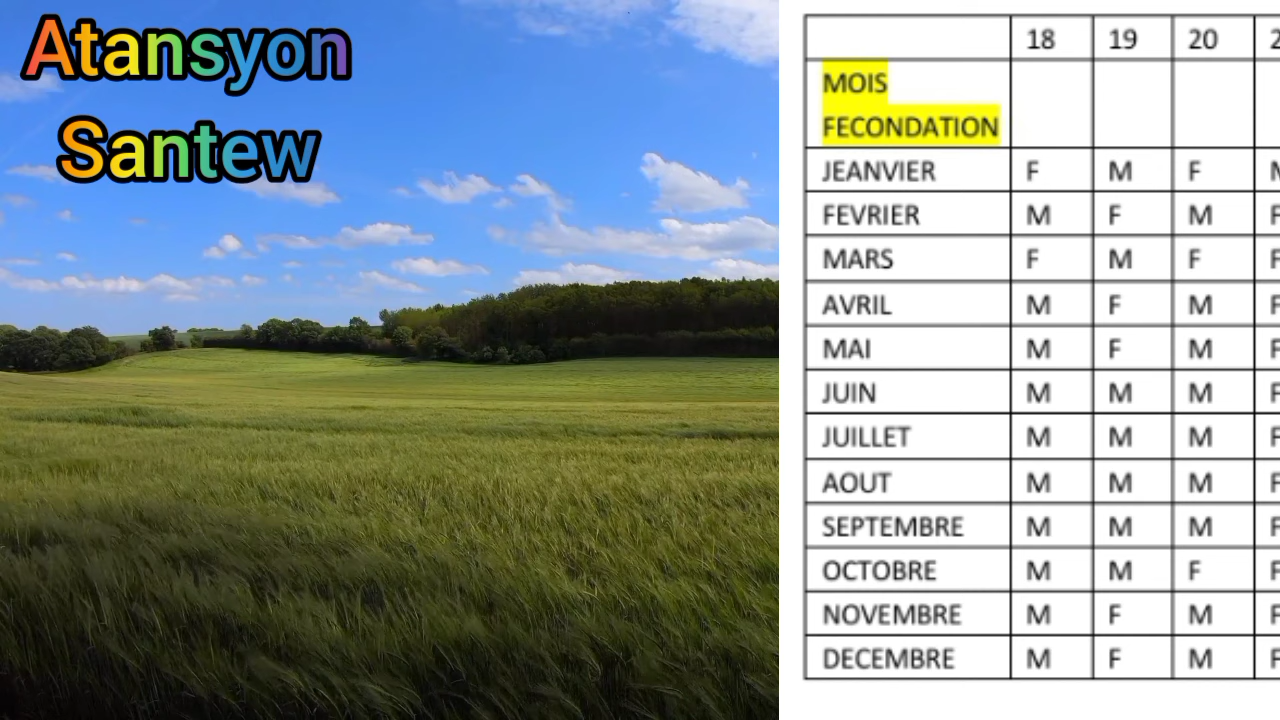 Atansyon
Santew
18 19 20
MOIS
FECONDATION
JEANVIER F M F
FEVRIER M F M F
MARS F M F F
AVRIL M F M F
MAI M F M F
JUIN M M M F
JUILLET M M M F
AOUT M M M F
SEPTEMBRE M M M F
OCTOBRE M M F F
NOVEMBRE M F M F
DECEMBRE M F M F